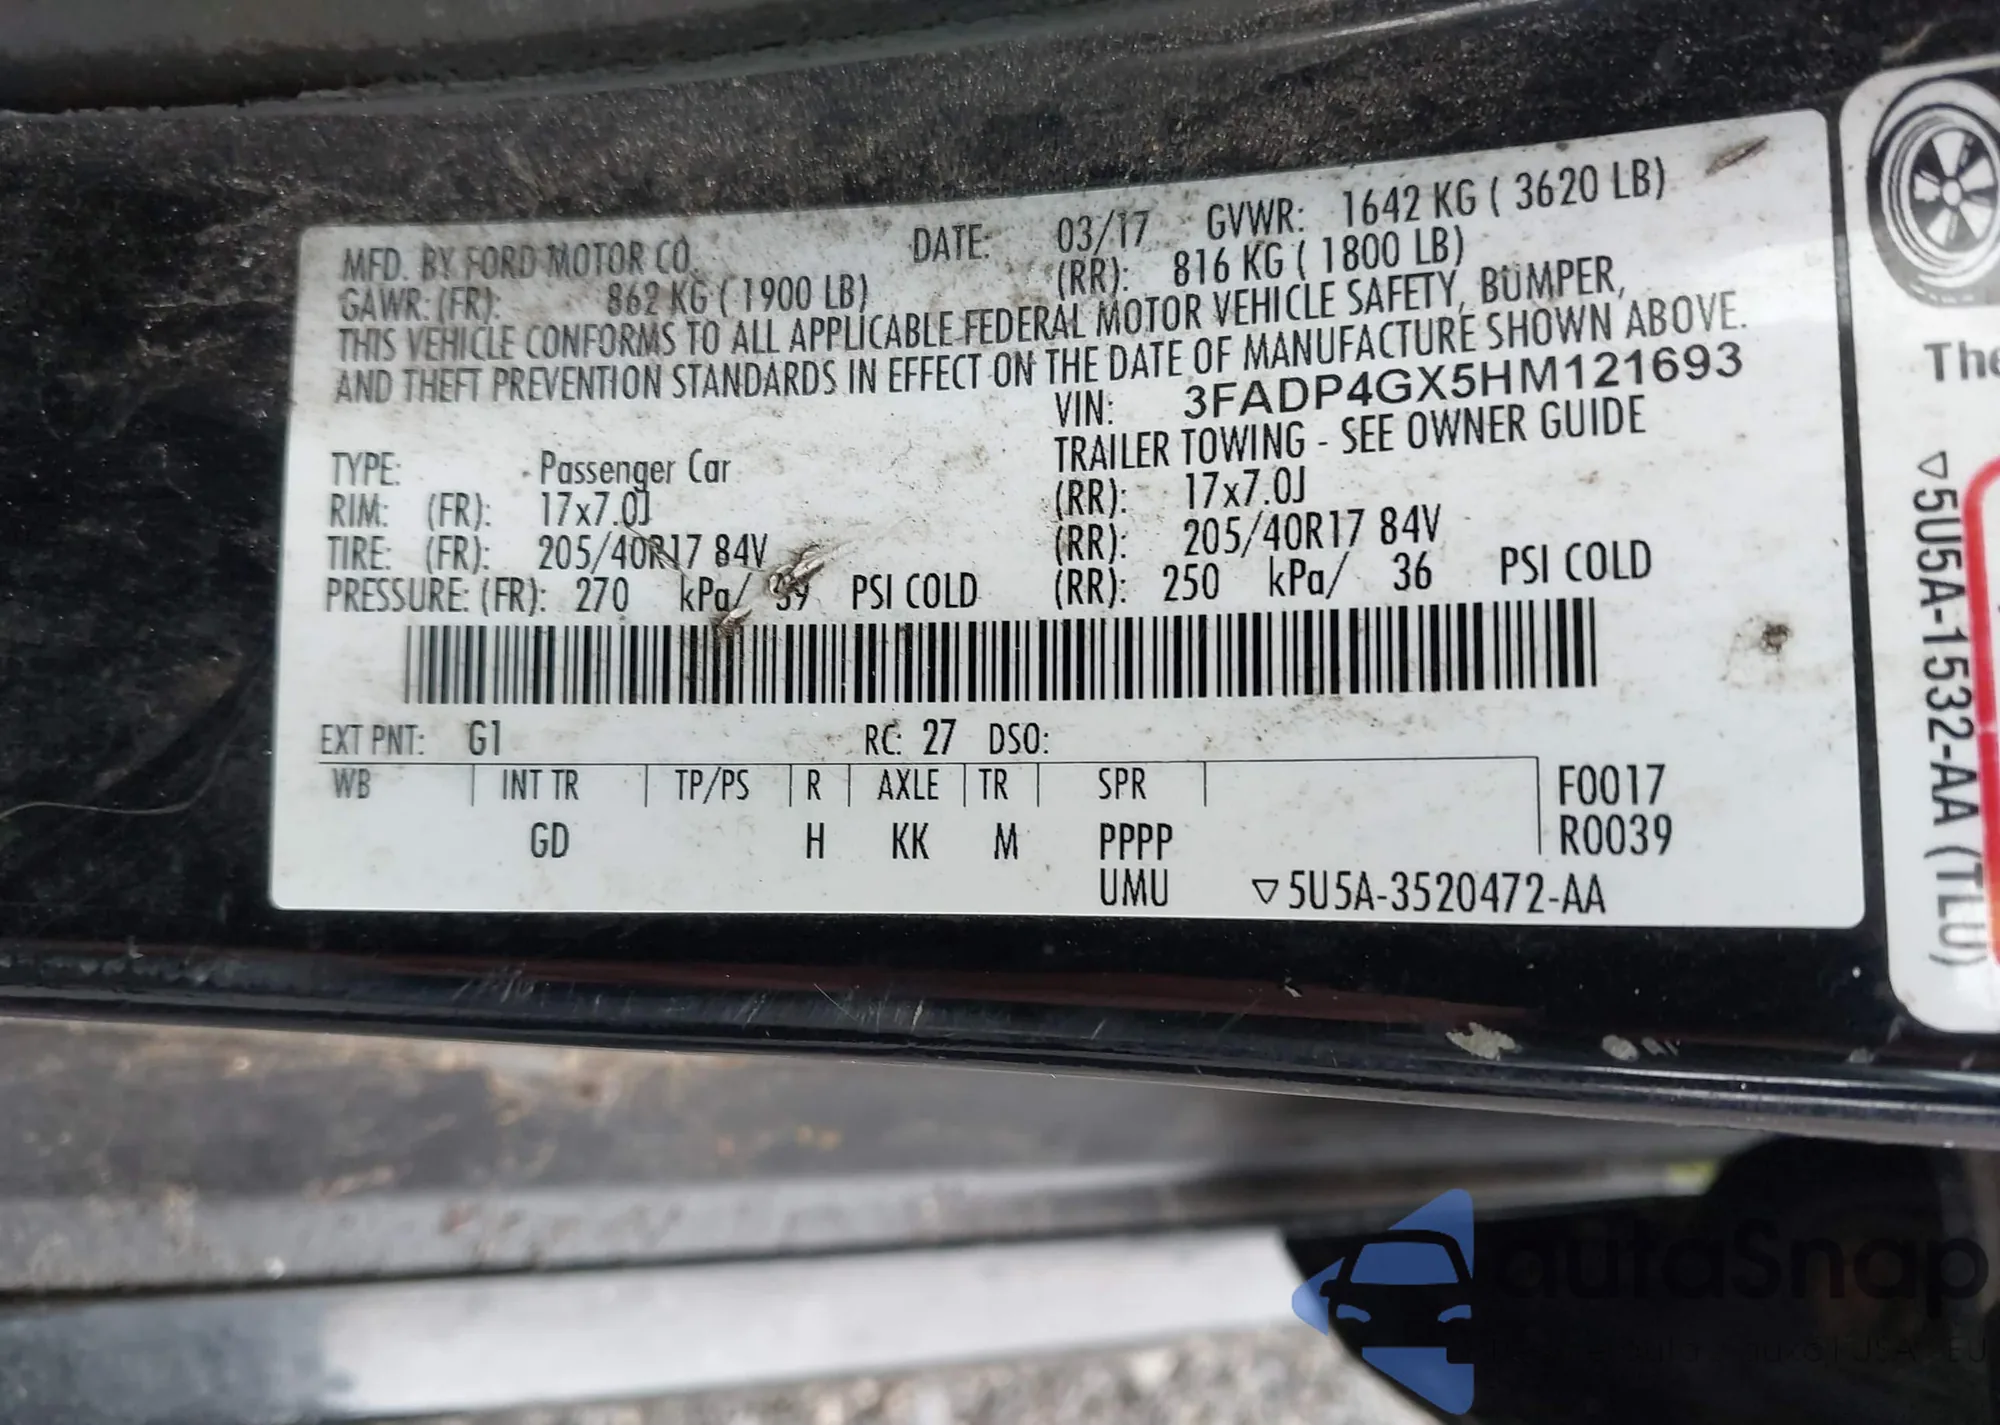 MFD. BY FORD MOTOR CO. DATE: 03/17 GVWR: 1642 KG ( 3620 LB)
GAWR: (FR): 862 KG ( 1900 LB) (RR): 816 KG ( 1800 LB)
THIS VEHICLE CONFORMS TO ALL APPLICABLE FEDERAL MOTOR VEHICLE SAFETY, BUMPER,
AND THEFT PREVENTION STANDARDS IN EFFECT ON THE DATE OF MANUFACTURE SHOWN ABOVE.
VIN: 3FADP4GX5HM121693
TRAILER TOWING - SEE OWNER GUIDE
TYPE: Passenger Car
RIM: (FR): 17x7.0J (RR): 17x7.0J
TIRE: (FR): 205/40R17 84V (RR): 205/40R17 84V
PRESSURE: (FR): 270 kPa/ 39 PSI COLD (RR): 250 kPa/ 36 PSI COLD
EXT PNT: G1 RC: 27 DSO:
WB INT TR TP/PS R AXLE TR SPR F0017
GD H KK M PPPP R0039
UMU ▽5U5A-3520472-AA
The
▽5U5A-1532-AA (TLU)
autoSnap